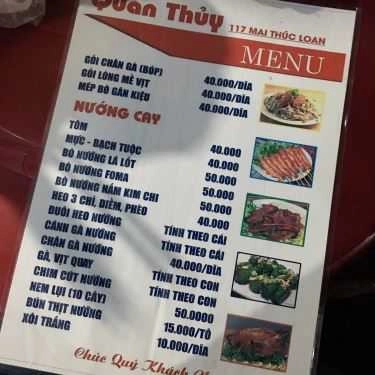 Quán Thủy
117 MAI THÚC LOAN
MENU
GỎI CHÂN GÀ (BÓP) 40.000/DĨA
GỎI LÒNG MỀ VỊT 40.000/DĨA
MÉP BÒ GÂN KIỆU 40.000/DĨA
NƯỚNG CAY
TÔM 40.000
MỰC - BẠCH TUỘC 40.000
BÒ NƯỚNG LÁ LỐT 50.000
BÒ NƯỚNG FOMA 50.000
BÒ NƯỚNG NẤM KIM CHI 50.000
HEO 3 CHỈ, DIỀM, PHÈO 40.000
ĐUÔI HEO NƯỚNG TÍNH THEO CÁI
CÁNH GÀ NƯỚNG TÍNH THEO CÁI
CHÂN GÀ NƯỚNG 40.000/DĨA
GÀ, VỊT QUAY TÍNH THEO CON
CHIM CÚT NƯỚNG TÍNH THEO CON
NEM LỤI (10 CÂY) 50.0000
BÚN THỊT NƯỚNG 15.000/TÔ
XÔI TRẮNG 10.000/DĨA
Chúc Quý Khách